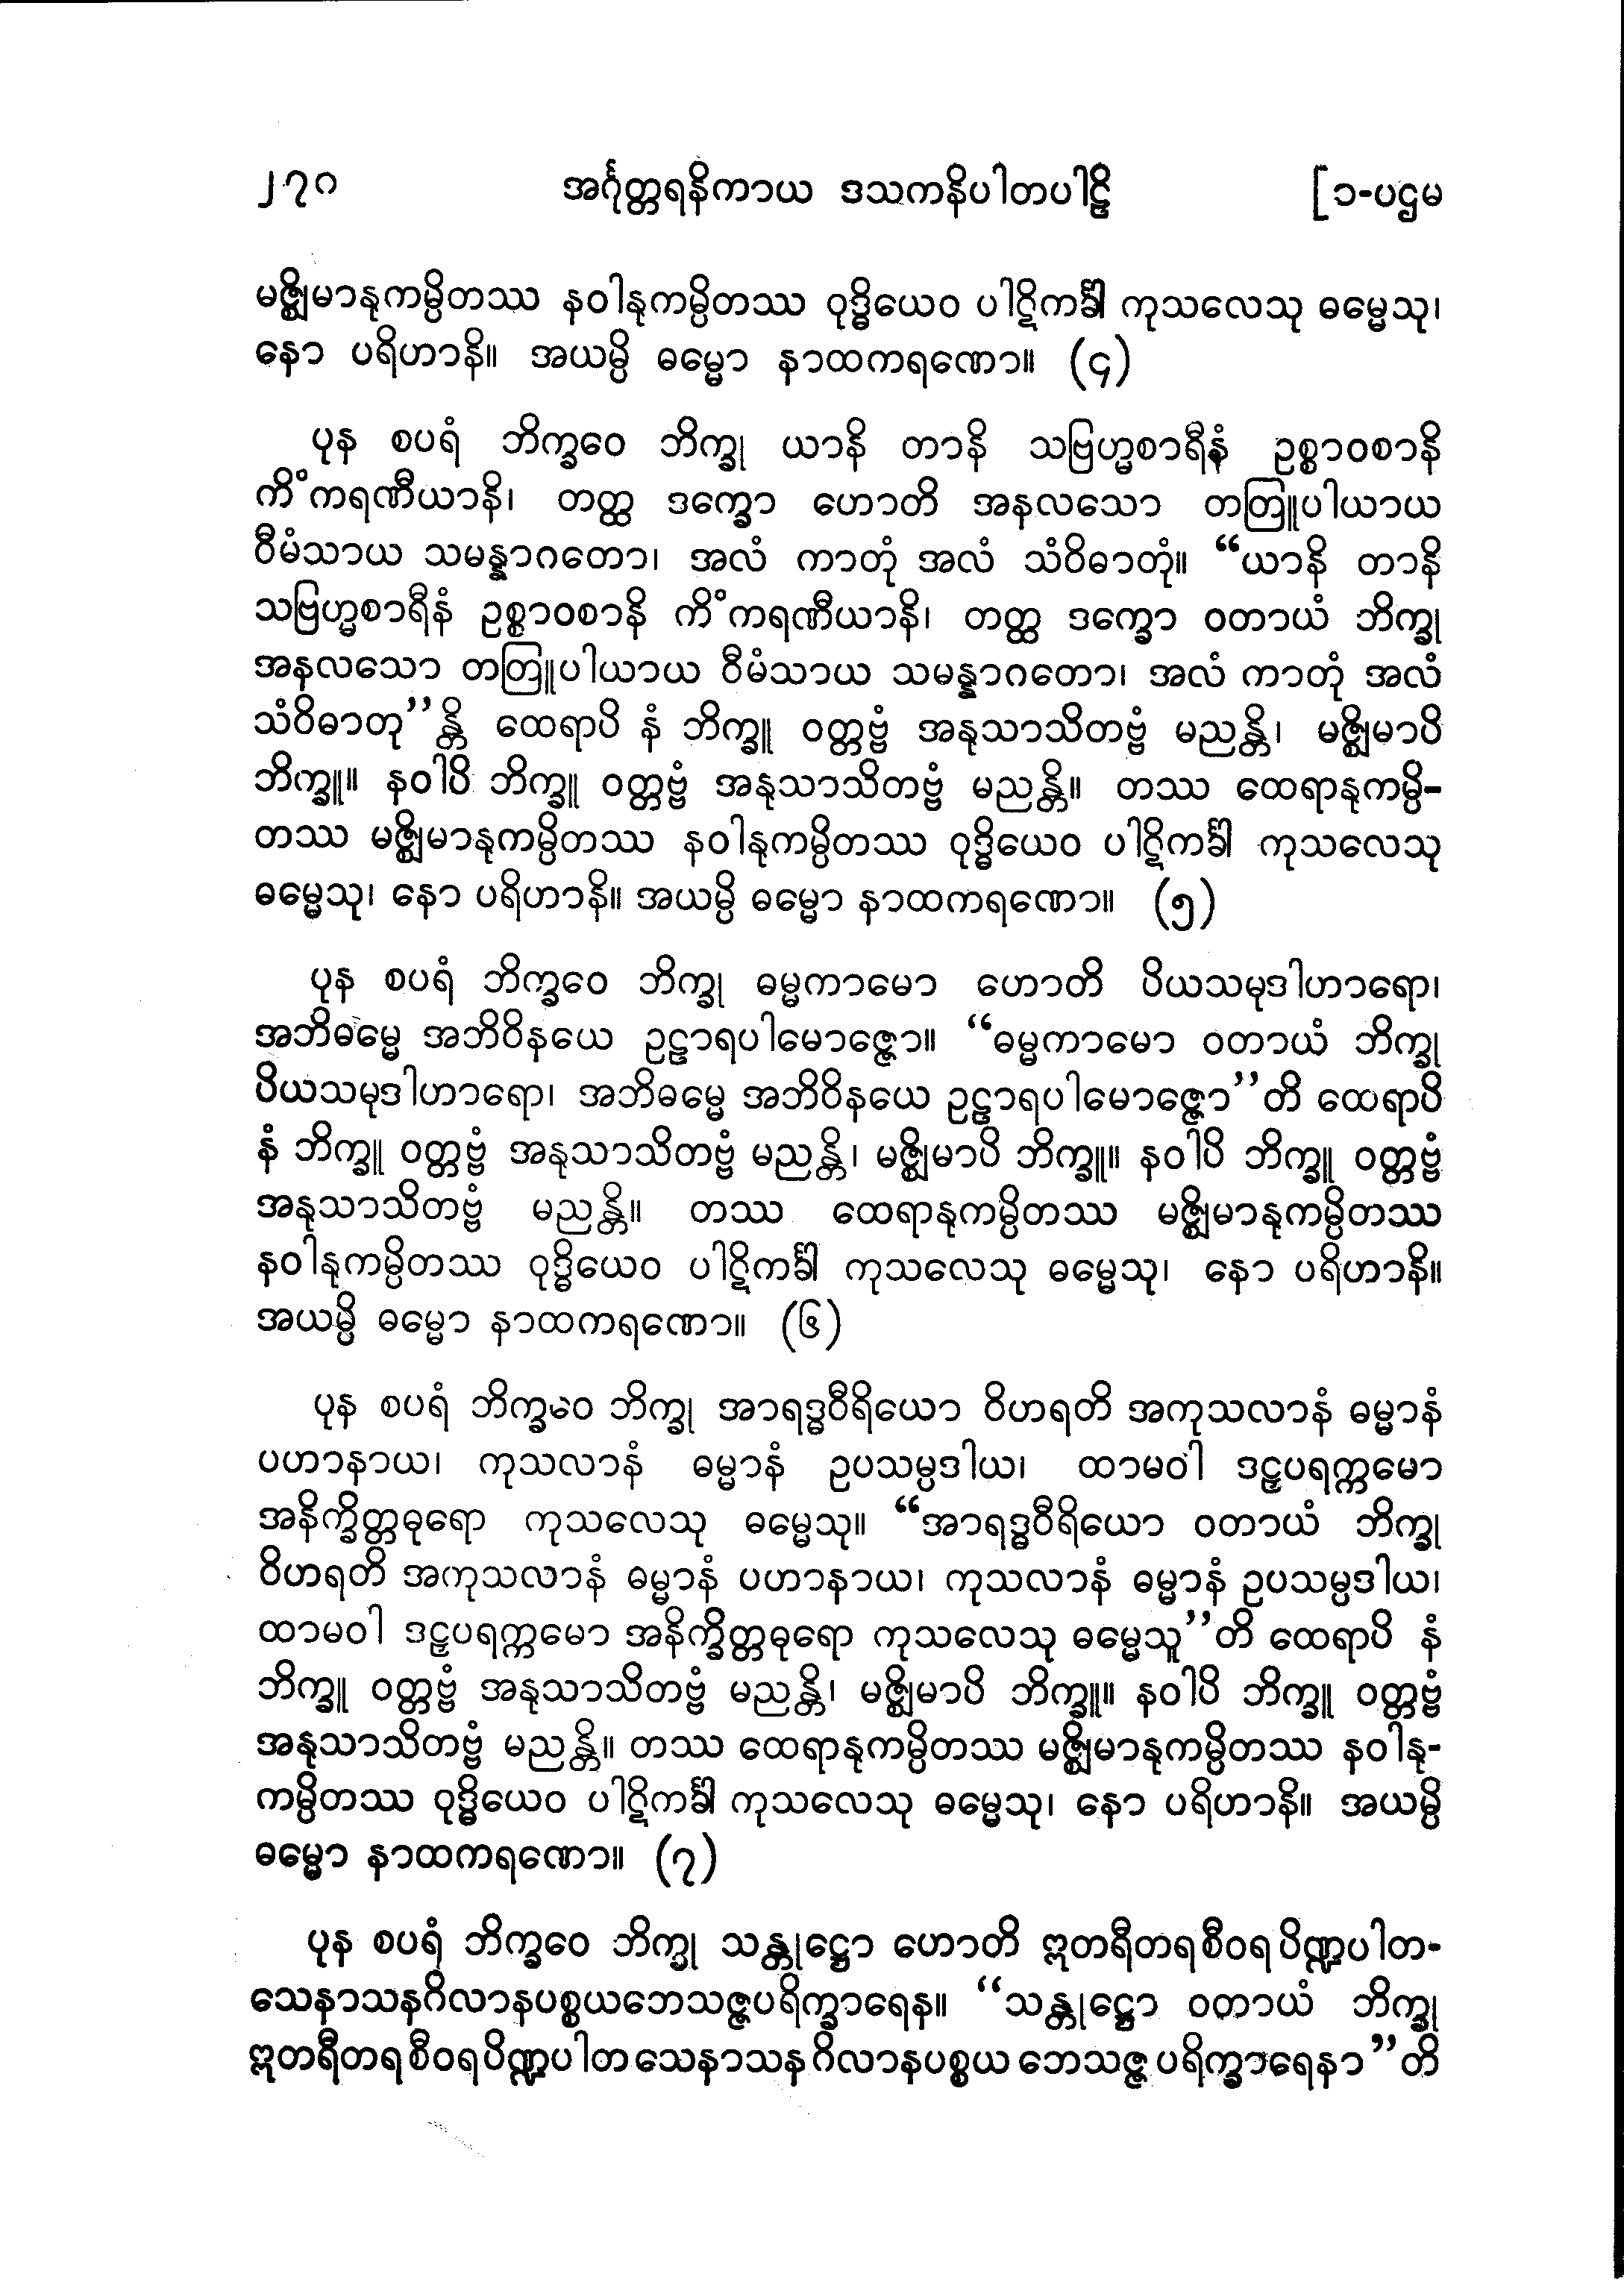 ၂၇၀ အင်္ဂုတ္တရနိကာယ ဒသကနိပါတပါဠိ [၁-ပဌမ
မဇ္ဈိမာနုကမ္ပိတဿ နဝါနုကမ္ပိတဿ ဝုဒ္ဓိယေဝ ပါဋိကင်္ခါ ကုသလေသု ဓမ္မေသု၊
နော ပရိဟာနိ။ အယမ္ပိ ဓမ္မော နာထကရဏော။ (၄)
ပုန စပရံ ဘိက္ခဝေ ဘိက္ခု ယာနိ တာနိ သဗြဟ္မစာရီနံ ဥစ္စာဝစာနိ
ကိံကရဏီယာနိ၊ တတ္ထ ဒက္ခော ဟောတိ အနလသော တတြူပါယာယ
ဝီမံသာယ သမန္နာဂတော၊ အလံ ကာတုံ အလံ သံဝိဓာတုံ။ “ယာနိ တာနိ
သဗြဟ္မစာရီနံ ဥစ္စာဝစာနိ ကိံကရဏီယာနိ၊ တတ္ထ ဒက္ခော ဝတာယံ ဘိက္ခု
အနလသော တတြူပါယာယ ဝီမံသာယ သမန္နာဂတော၊ အလံ ကာတုံ အလံ
သံဝိဓာတု”န္တိ ထေရာပိ နံ ဘိက္ခူ ဝတ္တဗ္ဗံ အနုသာသိတဗ္ဗံ မညန္တိ၊ မဇ္ဈိမာပိ
ဘိက္ခူ။ နဝါပိ ဘိက္ခူ ဝတ္တဗ္ဗံ အနုသာသိတဗ္ဗံ မညန္တိ။ တဿ ထေရာနုကမ္ပိ-
တဿ မဇ္ဈိမာနုကမ္ပိတဿ နဝါနုကမ္ပိတဿ ဝုဒ္ဓိယေဝ ပါဋိကင်္ခါ ကုသလေသု
ဓမ္မေသု၊ နော ပရိဟာနိ။ အယမ္ပိ ဓမ္မော နာထကရဏော။ (၅)
ပုန စပရံ ဘိက္ခဝေ ဘိက္ခု ဓမ္မကာမော ဟောတိ ပိယသမုဒါဟာရော၊
အဘိဓမ္မေ အဘိဝိနယေ ဥဠာရပါမောဇ္ဇော။ “ဓမ္မကာမော ဝတာယံ ဘိက္ခု
ပိယသမုဒါဟာရော၊ အဘိဓမ္မေ အဘိဝိနယေ ဥဠာရပါမောဇ္ဇော”တိ ထေရာပိ
နံ ဘိက္ခူ ဝတ္တဗ္ဗံ အနုသာသိတဗ္ဗံ မညန္တိ၊ မဇ္ဈိမာပိ ဘိက္ခူ။ နဝါပိ ဘိက္ခူ ဝတ္တဗ္ဗံ
အနုသာသိတဗ္ဗံ မညန္တိ။ တဿ ထေရာနုကမ္ပိတဿ မဇ္ဈိမာနုကမ္ပိတဿ
နဝါနုကမ္ပိတဿ ဝုဒ္ဓိယေဝ ပါဋိကင်္ခါ ကုသလေသု ဓမ္မေသု၊ နော ပရိဟာနိ။
အယမ္ပိ ဓမ္မော နာထကရဏော။ (၆)
ပုန စပရံ ဘိက္ခဝေ ဘိက္ခု အာရဒ္ဓဝီရိယော ဝိဟရတိ အကုသလာနံ ဓမ္မာနံ
ပဟာနာယ၊ ကုသလာနံ ဓမ္မာနံ ဥပသမ္ပဒါယ၊ ထာမဝါ ဒဠှပရက္ကမော
အနိက္ခိတ္တဓုရော ကုသလေသု ဓမ္မေသု။ “အာရဒ္ဓဝီရိယော ဝတာယံ ဘိက္ခု
ဝိဟရတိ အကုသလာနံ ဓမ္မာနံ ပဟာနာယ၊ ကုသလာနံ ဓမ္မာနံ ဥပသမ္ပဒါယ၊
ထာမဝါ ဒဠှပရက္ကမော အနိက္ခိတ္တဓုရော ကုသလေသု ဓမ္မေသူ”တိ ထေရာပိ နံ
ဘိက္ခူ ဝတ္တဗ္ဗံ အနုသာသိတဗ္ဗံ မညန္တိ၊ မဇ္ဈိမာပိ ဘိက္ခူ။ နဝါပိ ဘိက္ခူ ဝတ္တဗ္ဗံ
အနုသာသိတဗ္ဗံ မညန္တိ။ တဿ ထေရာနုကမ္ပိတဿ မဇ္ဈိမာနုကမ္ပိတဿ နဝါနု-
ကမ္ပိတဿ ဝုဒ္ဓိယေဝ ပါဋိကင်္ခါ ကုသလေသု ဓမ္မေသု၊ နော ပရိဟာနိ။ အယမ္ပိ
ဓမ္မော နာထကရဏော။ (၇)
ပုန စပရံ ဘိက္ခဝေ ဘိက္ခု သန္တုဋ္ဌော ဟောတိ ဣတရီတရစီဝရပိဏ္ဍပါတ-
သေနာသနဂိလာနပစ္စယဘေသဇ္ဇပရိက္ခာရေန။ “သန္တုဋ္ဌော ဝတာယံ ဘိက္ခု
ဣတရီတရစီဝရပိဏ္ဍပါတသေနာသနဂိလာနပစ္စယဘေသဇ္ဇပရိက္ခာရေနာ”တိ